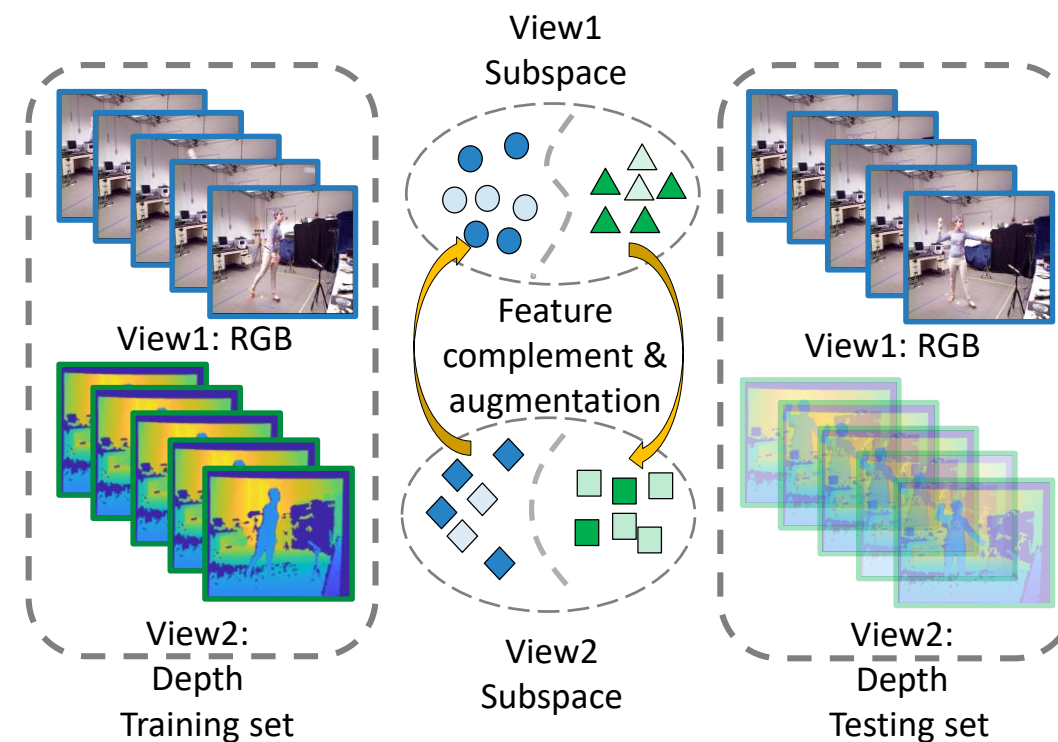 View1
Subspace
View1: RGB
View2:
Depth
Training set
Feature
complement &
augmentation
View2
Subspace
View1: RGB
View2:
Depth
Testing set